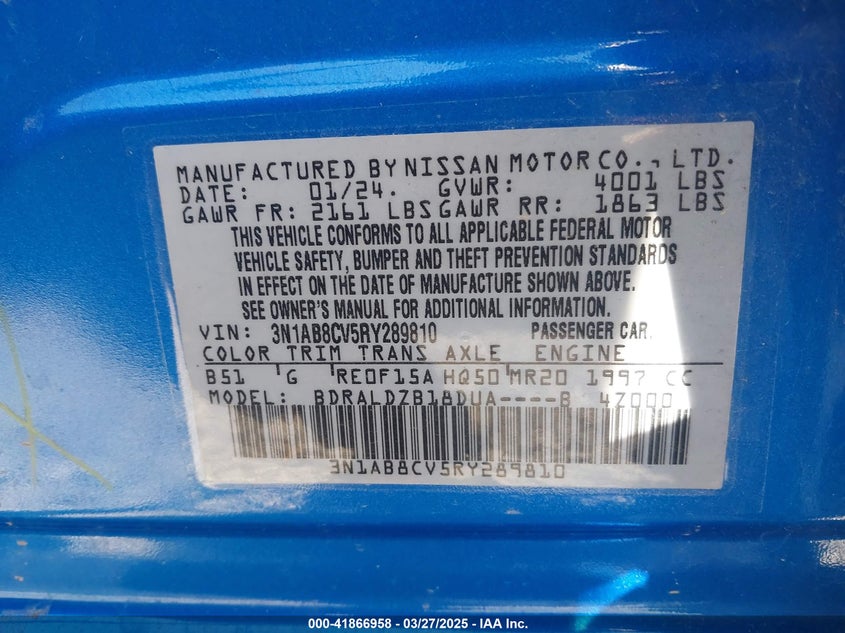 MANUFACTURED BY NISSAN MOTOR CO., LTD.
DATE: 01/24. GVWR: 4001 LBS
GAWR FR: 2161 LBS GAWR RR: 1863 LBS
THIS VEHICLE CONFORMS TO ALL APPLICABLE FEDERAL MOTOR
VEHICLE SAFETY, BUMPER AND THEFT PREVENTION STANDARDS
IN EFFECT ON THE DATE OF MANUFACTURE SHOWN ABOVE.
SEE OWNER'S MANUAL FOR ADDITIONAL INFORMATION.
VIN: 3N1AB8CV5RY289810 PASSENGER CAR
COLOR TRIM TRANS AXLE ENGINE
B51 G RE0F15A HQ50 MR20 1997 CC
MODEL: BDRALDZB18DUA----B 4Z000
3N1AB8CV5RY289810
000-41866958 - 03/27/2025 - IAA Inc.